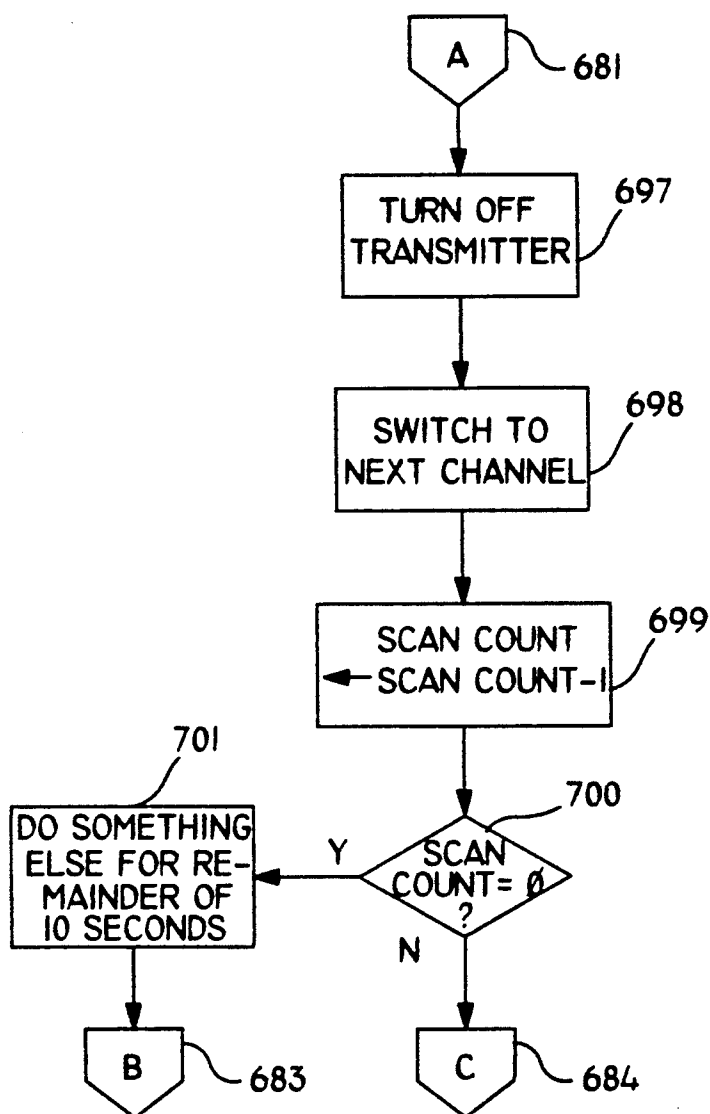 A
681
TURN OFF
TRANSMITTER
697
SWITCH TO
NEXT CHANNEL
698
SCAN COUNT
← SCAN COUNT-1
699
701
700
DO SOMETHING
ELSE FOR RE-
MAINDER OF
10 SECONDS
Y
SCAN
COUNT= Ø
?
N
B
683
C
684